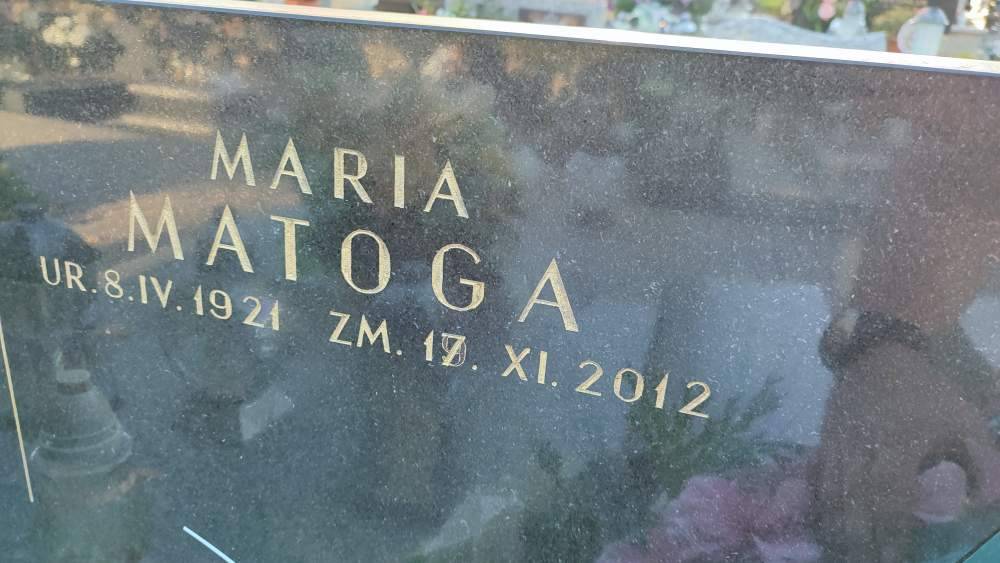 MARIA
MATOGA
UR. 8. IV. 1921 ZM. XI. 2012